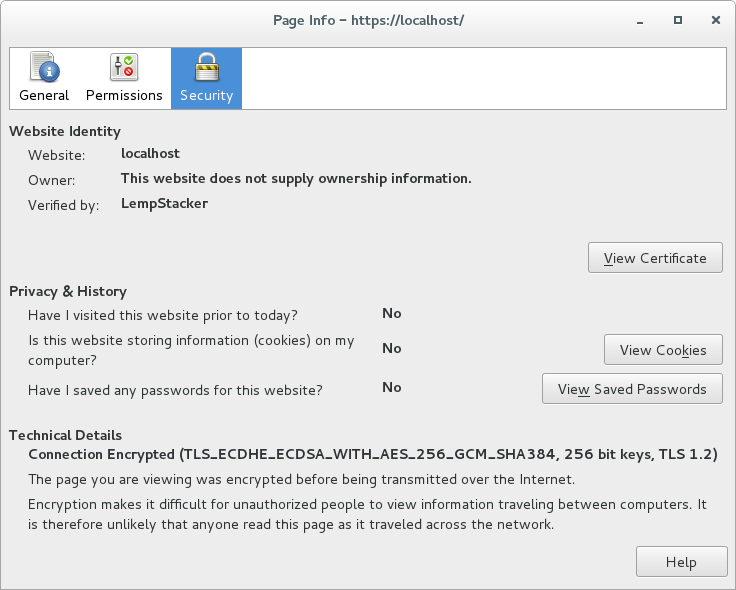 Page Info – https://localhost/
General Permissions Security
Website Identity
Website: localhost
Owner: This website does not supply ownership information.
Verified by: LempStacker
View Certificate
Privacy & History
Have I visited this website prior to today? No
Is this website storing information (cookies) on my
computer? No
View Cookies
Have I saved any passwords for this website? No
View Saved Passwords
Technical Details
Connection Encrypted (TLS_ECDHE_ECDSA_WITH_AES_256_GCM_SHA384, 256 bit keys, TLS 1.2)
The page you are viewing was encrypted before being transmitted over the Internet.
Encryption makes it difficult for unauthorized people to view information traveling between computers. It
is therefore unlikely that anyone read this page as it traveled across the network.
Help